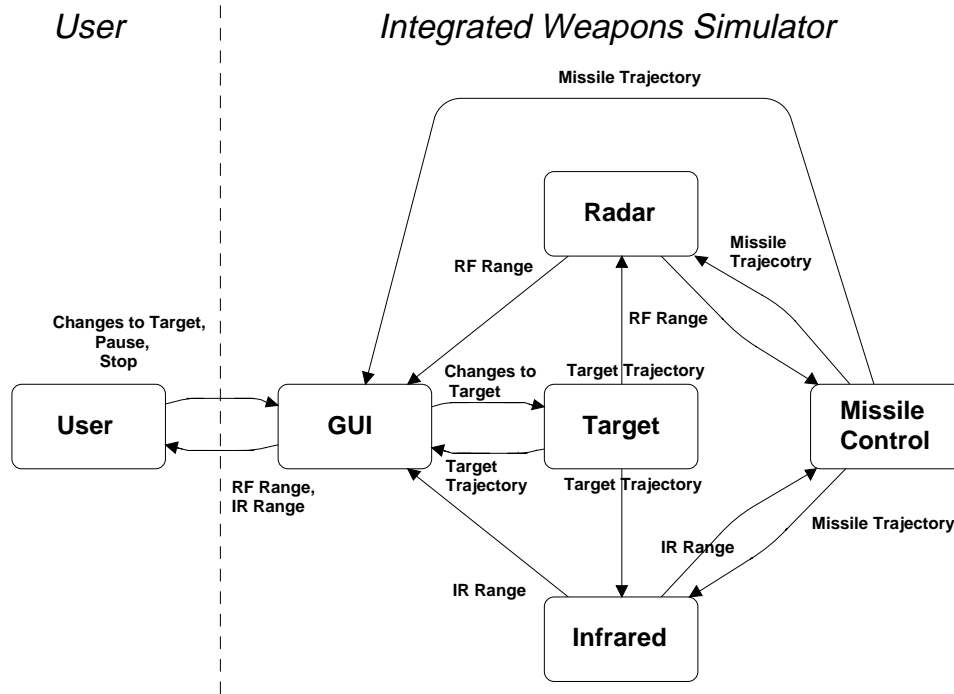 User
Integrated Weapons Simulator
Missile Trajectory
Radar
Missile
Trajecotry
RF Range
RF Range
Changes to Target,
Pause,
Stop
Changes to
Target
Target Trajectory
User
GUI
Target
Missile
Control
Target
Trajectory
Target Trajectory
RF Range,
IR Range
Missile Trajectory
IR Range
IR Range
Infrared